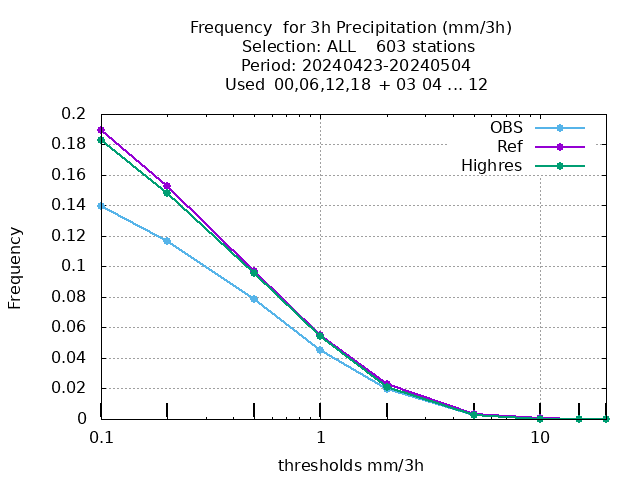 Frequency  for 3h Precipitation (mm/3h)
Selection: ALL    603 stations
Period: 20240423-20240504
Used  00,06,12,18  + 03 04 ... 12
OBS
Ref
Highres
Frequency
0.2
0.18
0.16
0.14
0.12
0.1
0.08
0.06
0.04
0.02
0
0.1 1 10
thresholds mm/3h